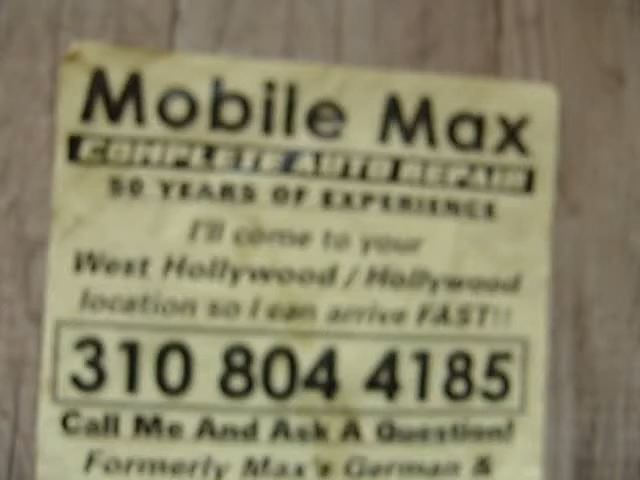 Mobile Max
COMPLETE AUTO REPAIR
50 YEARS OF EXPERIENCE
I'll come to your
West Hollywood / Hollywood
location so I can arrive FAST!!
310 804 4185
Call Me And Ask A Question!
Formerly Max's German &